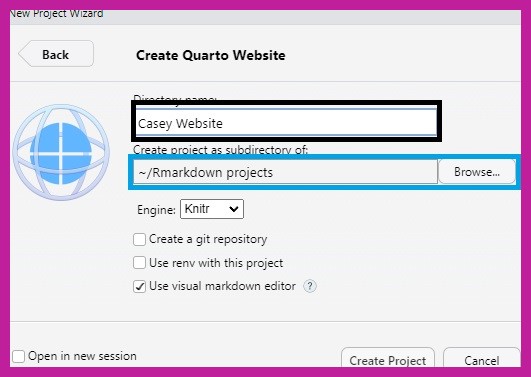 New Project Wizard
Back
Create Quarto Website
Directory name:
Casey Website
Create project as subdirectory of:
~/Rmarkdown projects
Browse...
Engine: Knitr
Create a git repository
Use renv with this project
Use visual markdown editor ?
Open in new session
Create Project
Cancel